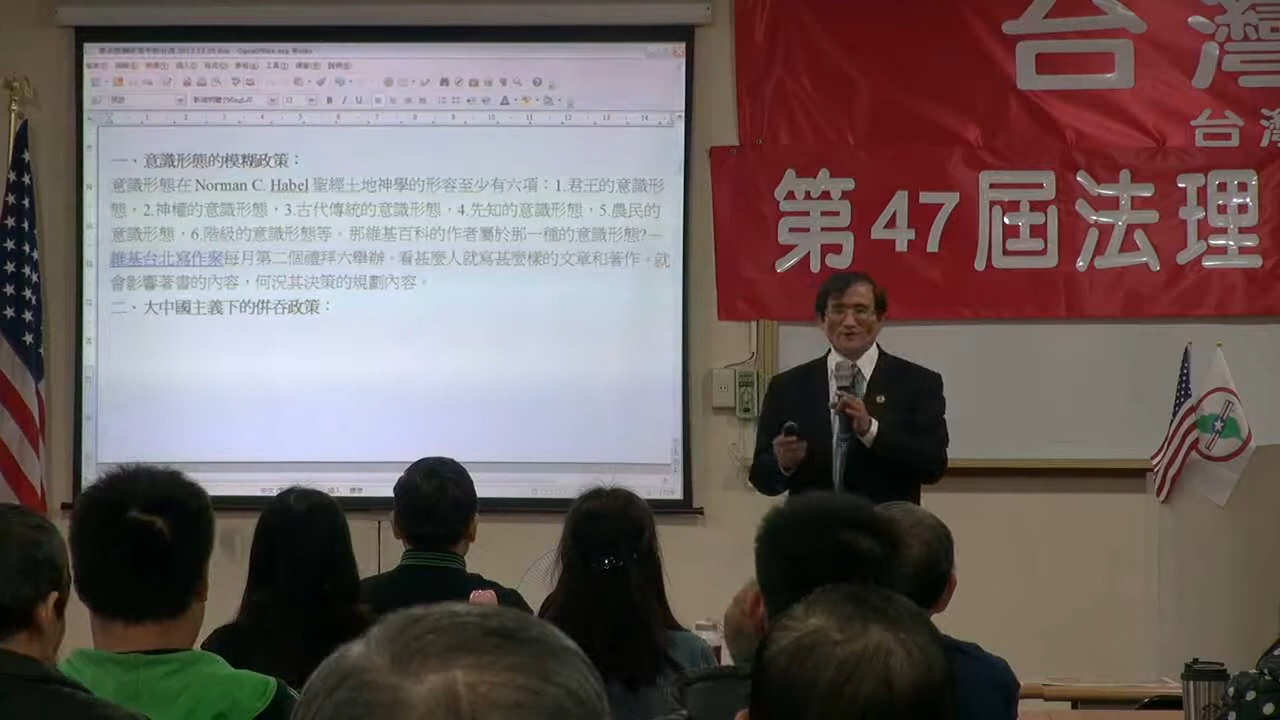 台灣
台灣
第47屆法理
一、意識形態的模糊政策：
意識形態在 Norman C. Habel 聖經土地神學的形容至少有六項：1.君王的意識形
態，2.神權的意識形態，3.古代傳統的意識形態，4.先知的意識形態，5.農民的
意識形態，6.階級的意識形態等。那維基百科的作者屬於那一種的意識形態?—
維基台北寫作聚每月第二個禮拜六舉辦。看甚麼人就寫甚麼樣的文章和著作。就
會影響著書的內容，何況其決策的規劃內容。
二、大中國主義下的併吞政策：